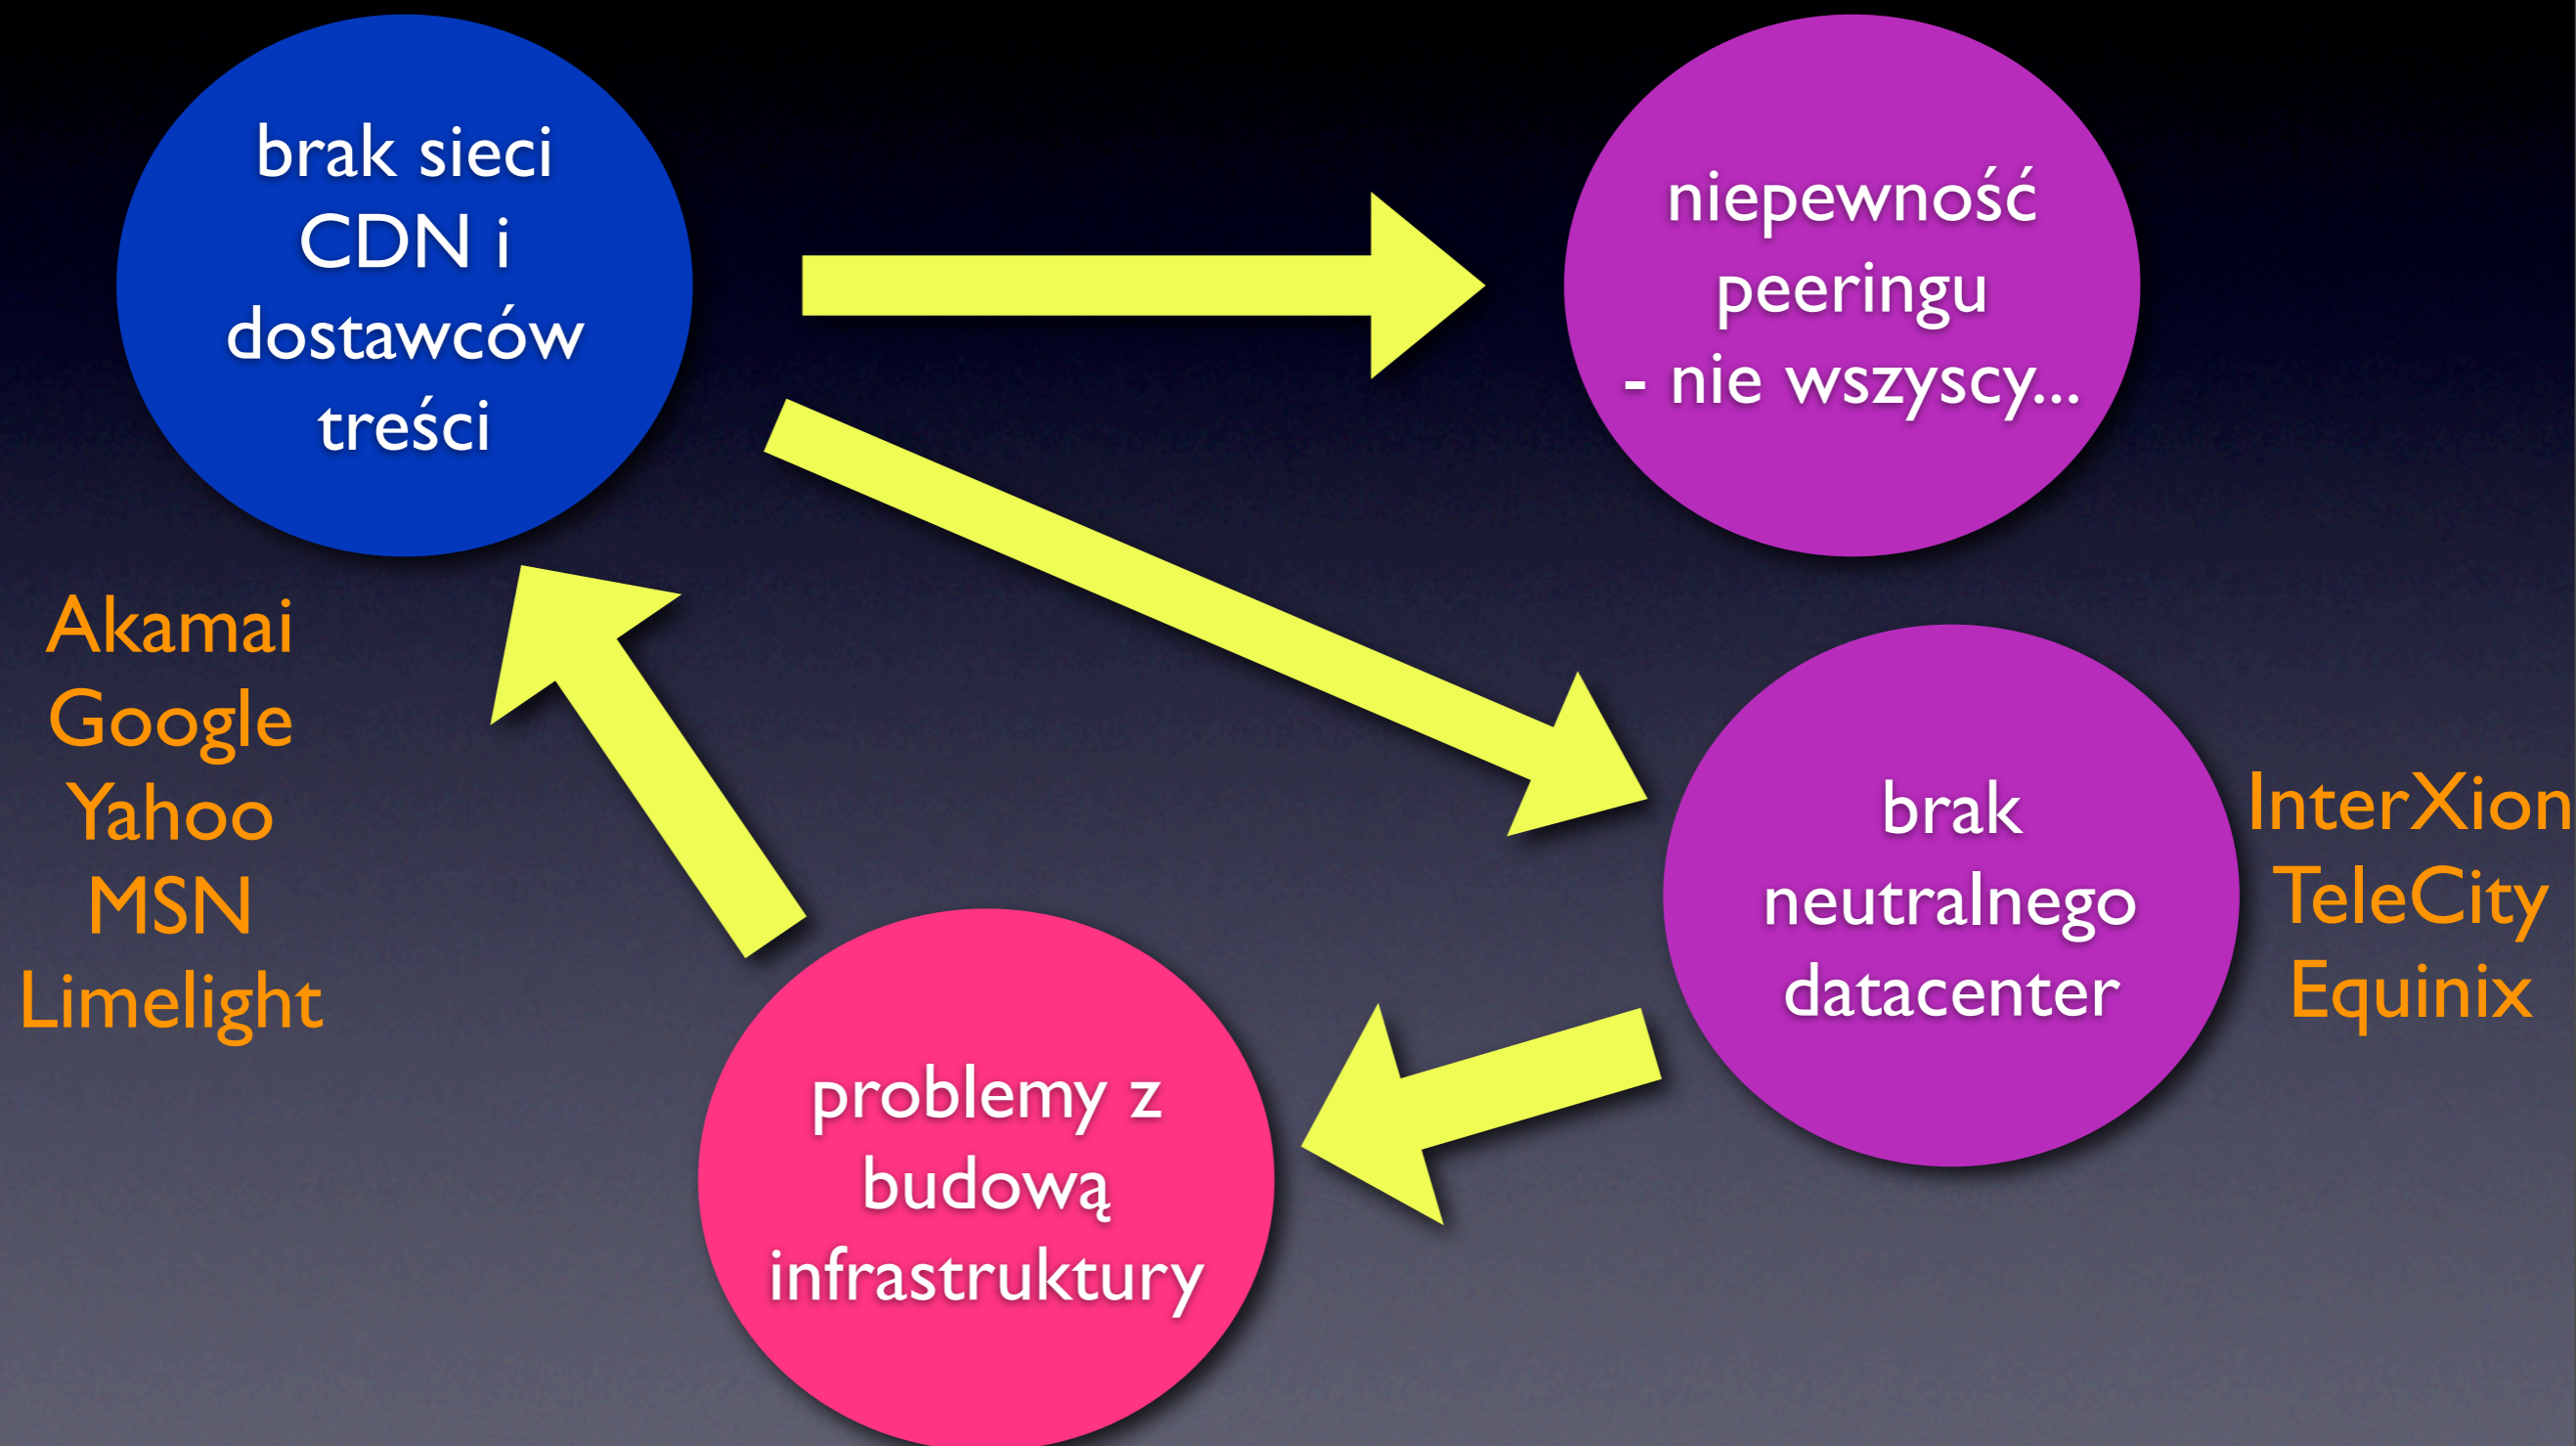 brak sieci
CDN i
dostawców
treści
niepewność
peeringu
- nie wszyscy...
Akamai
Google
Yahoo
MSN
Limelight
brak
neutralnego
datacenter
InterXion
TeleCity
Equinix
problemy z
budową
infrastruktury